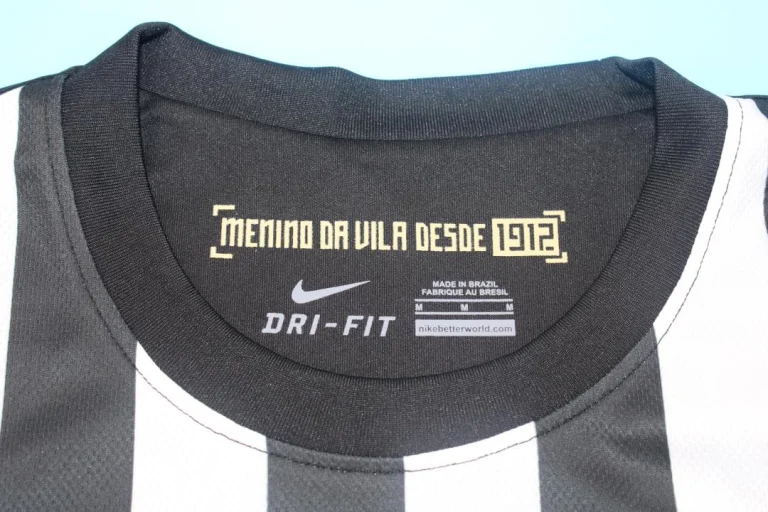 MENINO DA VILA DESDE 1912
DRI-FIT
MADE IN BRAZIL
FABRIQUE AU BRESIL
M M M
nikebetterworld.com